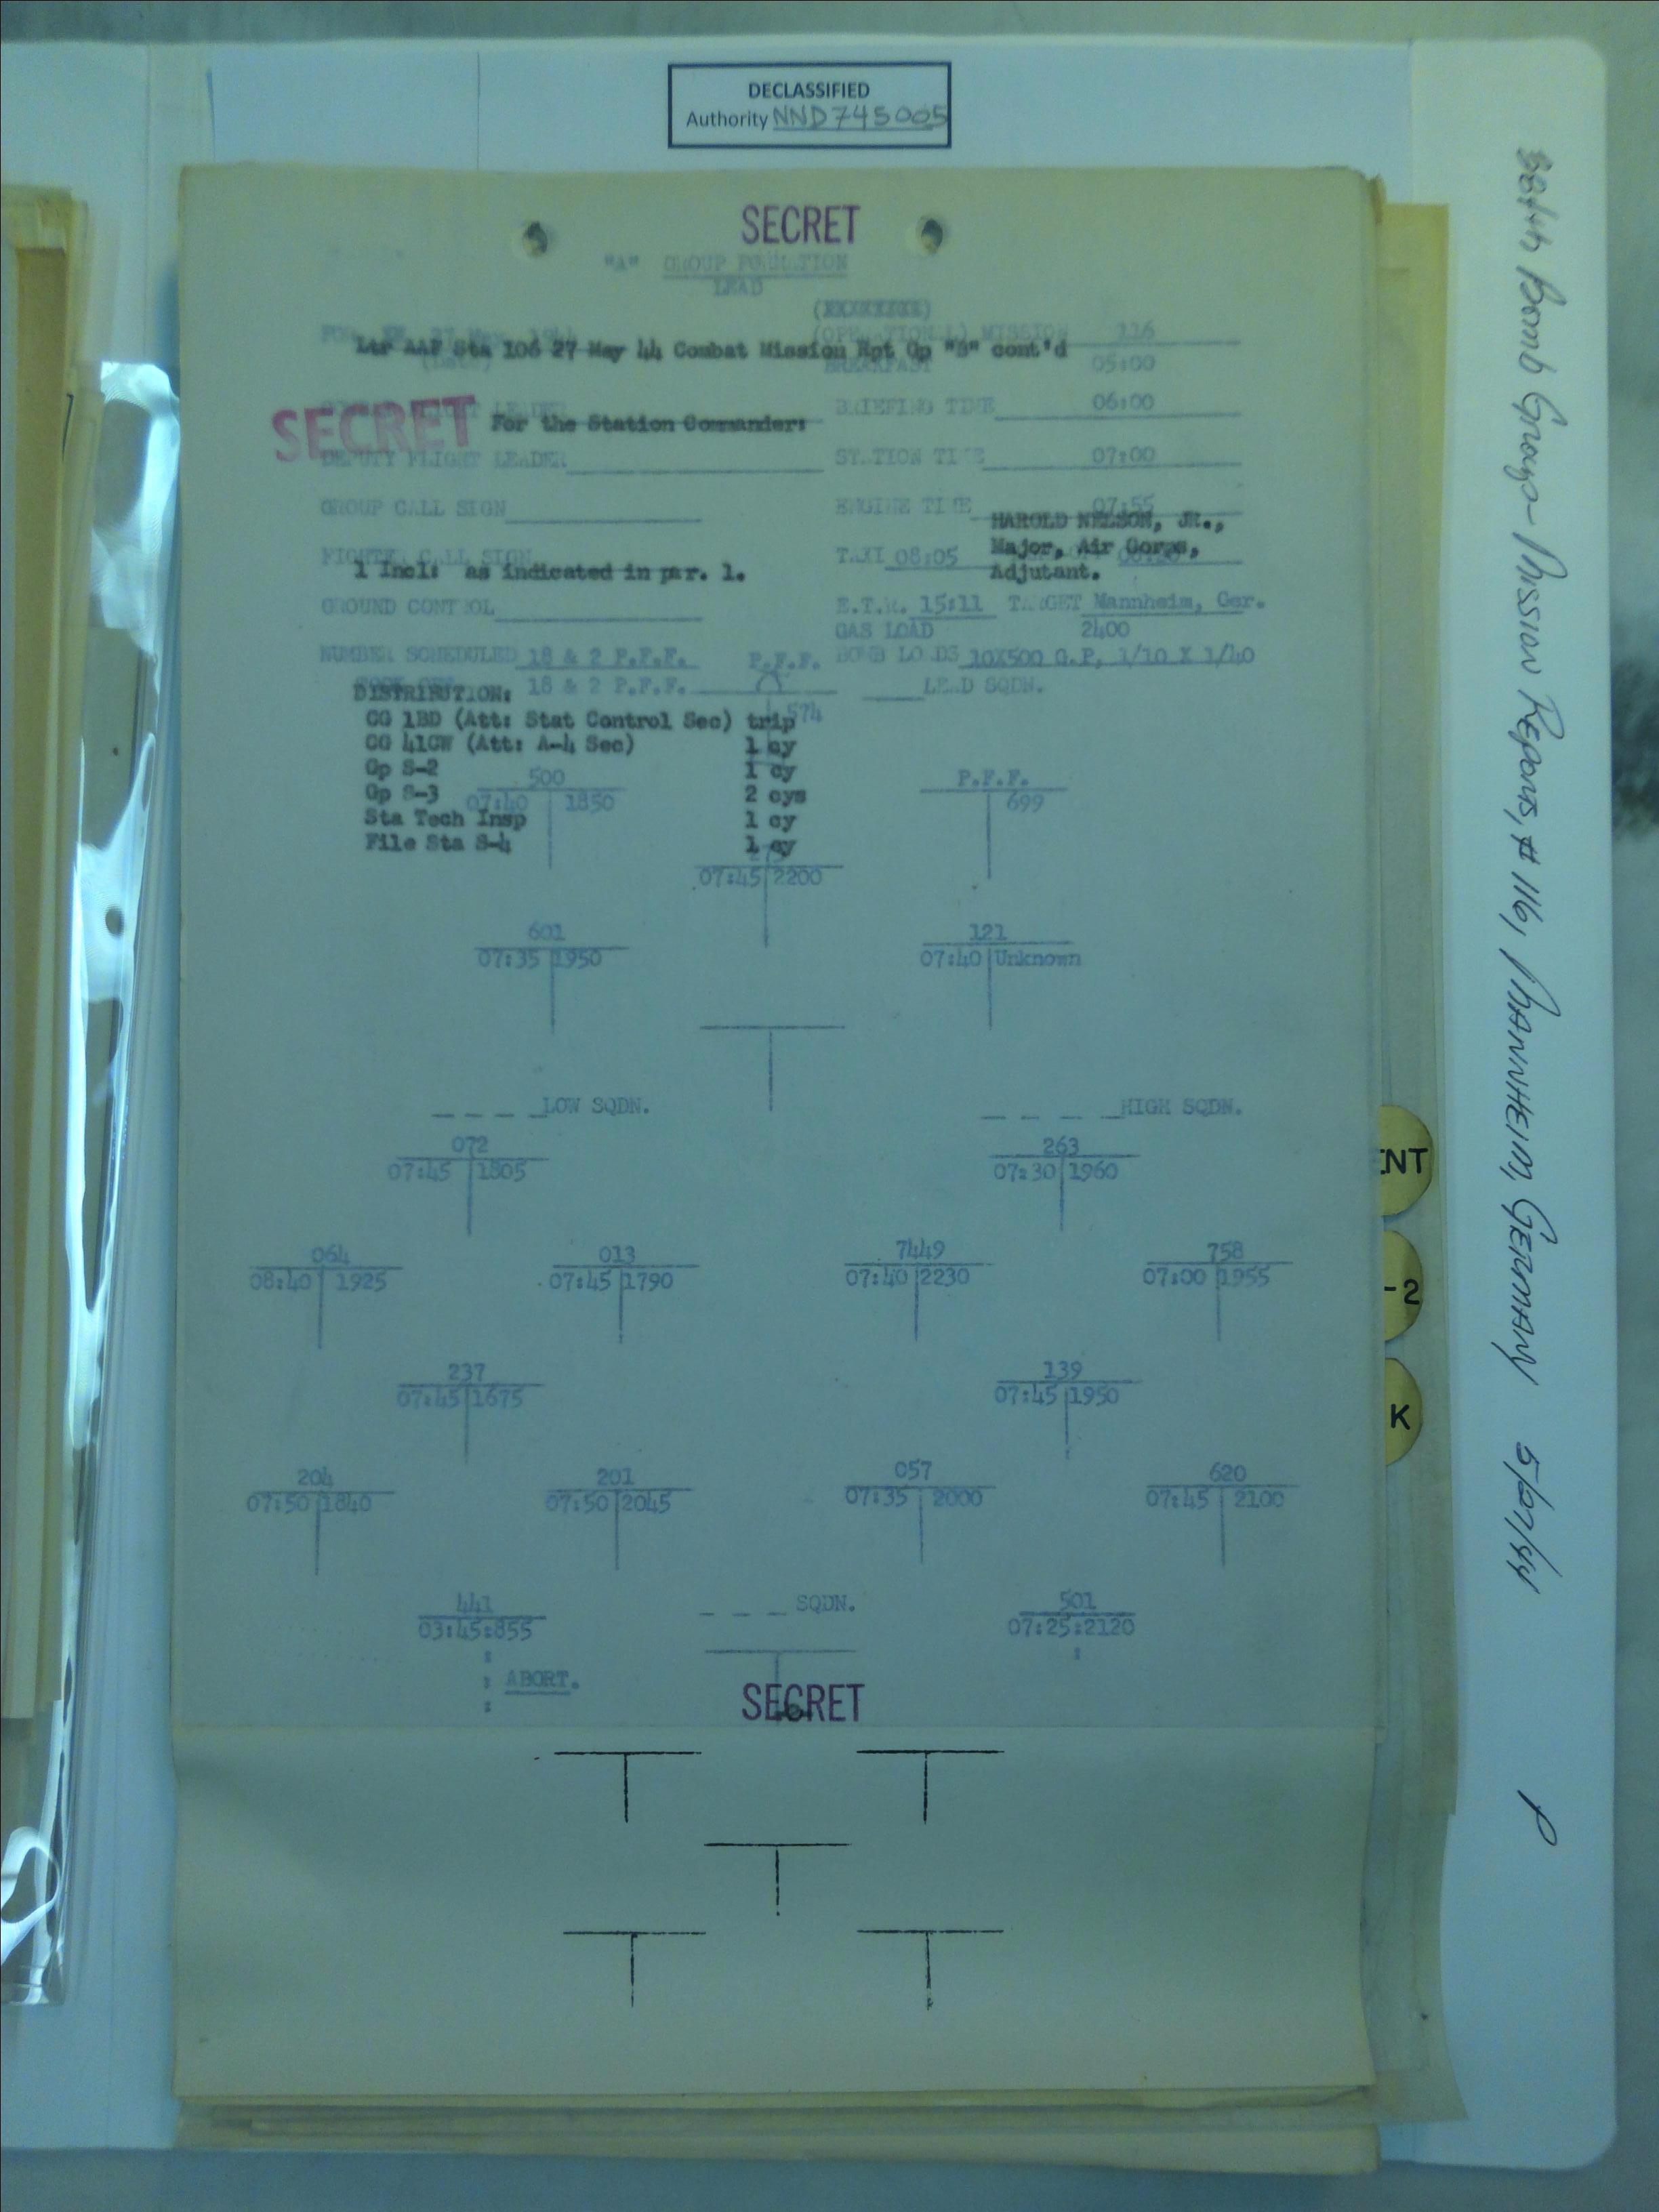 DECLASSIFIED
Authority NND745005
SECRET
"A" GROUP FORMATION
LEAD
(OPERATIONAL) MISSION 116
Ltr AAF Sta 106 27 May 44 Combat Mission Rpt Op "S" cont'd
(Date)
BREAKFAST 05:00
FLIGHT LEADER
BRIEFING TIME 06:00
SECRET
For the Station Commander:
DEPUTY FLIGHT LEADER
STATION TIME 07:00
GROUP CALL SIGN
ENGINE TIME 07:55
HAROLD NELSON, JR.,
Major, Air Corps,
Adjutant.
FIGHTER CALL SIGN
TAXI 08:05
1 Incl: as indicated in par. 1.
GROUND CONTROL
E.T.R. 15:11 TARGET Mannheim, Ger.
GAS LOAD 2400
NUMBER SCHEDULED 18 & 2 P.F.F.
P.F.F.
BOMB LOADS 10X500 G.P, 1/10 X 1/40
18 & 2 P.F.F.
LEAD SQDN.
574
DISTRIBUTION:
CG 1BD (Att: Stat Control Sec) trip
CG 41CW (Att: A-4 Sec) 1 cy
Gp S-2 1 cy
Gp S-3 2 cys
Sta Tech Insp 1 cy
File Sta S-4 1 cy
500
07:40 1850
P.F.F.
699
07:45 2200
601
07:35 1950
121
07:40 Unknown
_ _ _ _LOW SQDN.
_ _ _ _HIGH SQDN.
072
07:45 1805
263
07:30 1960
064
08:40 1925
013
07:45 1790
7449
07:40 2230
758
07:00 1955
237
07:45 1675
139
07:45 1950
204
07:50 1840
201
07:50 2045
057
07:35 2000
620
07:45 2100
441
03:45:855
: ABORT.
_ _ _ SQDN.
501
07:25:2120
SECRET
ENT
-2
K
384th Bomb Group - Mission Reports, # 116, MANNHEIM, GERMANY 5/27/44 P